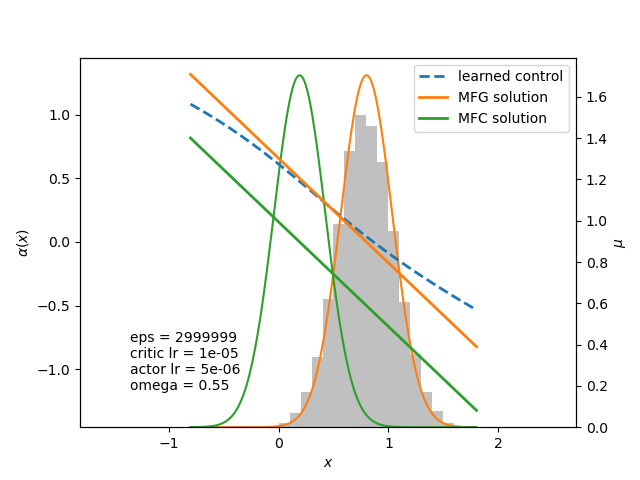 learned control
MFG solution
MFC solution
1.0
0.5
0.0
−0.5
−1.0
α(x)
eps = 2999999
critic lr = 1e-05
actor lr = 5e-06
omega = 0.55
1.6
1.4
1.2
1.0
0.8
0.6
0.4
0.2
0.0
μ
−1
0
1
2
x